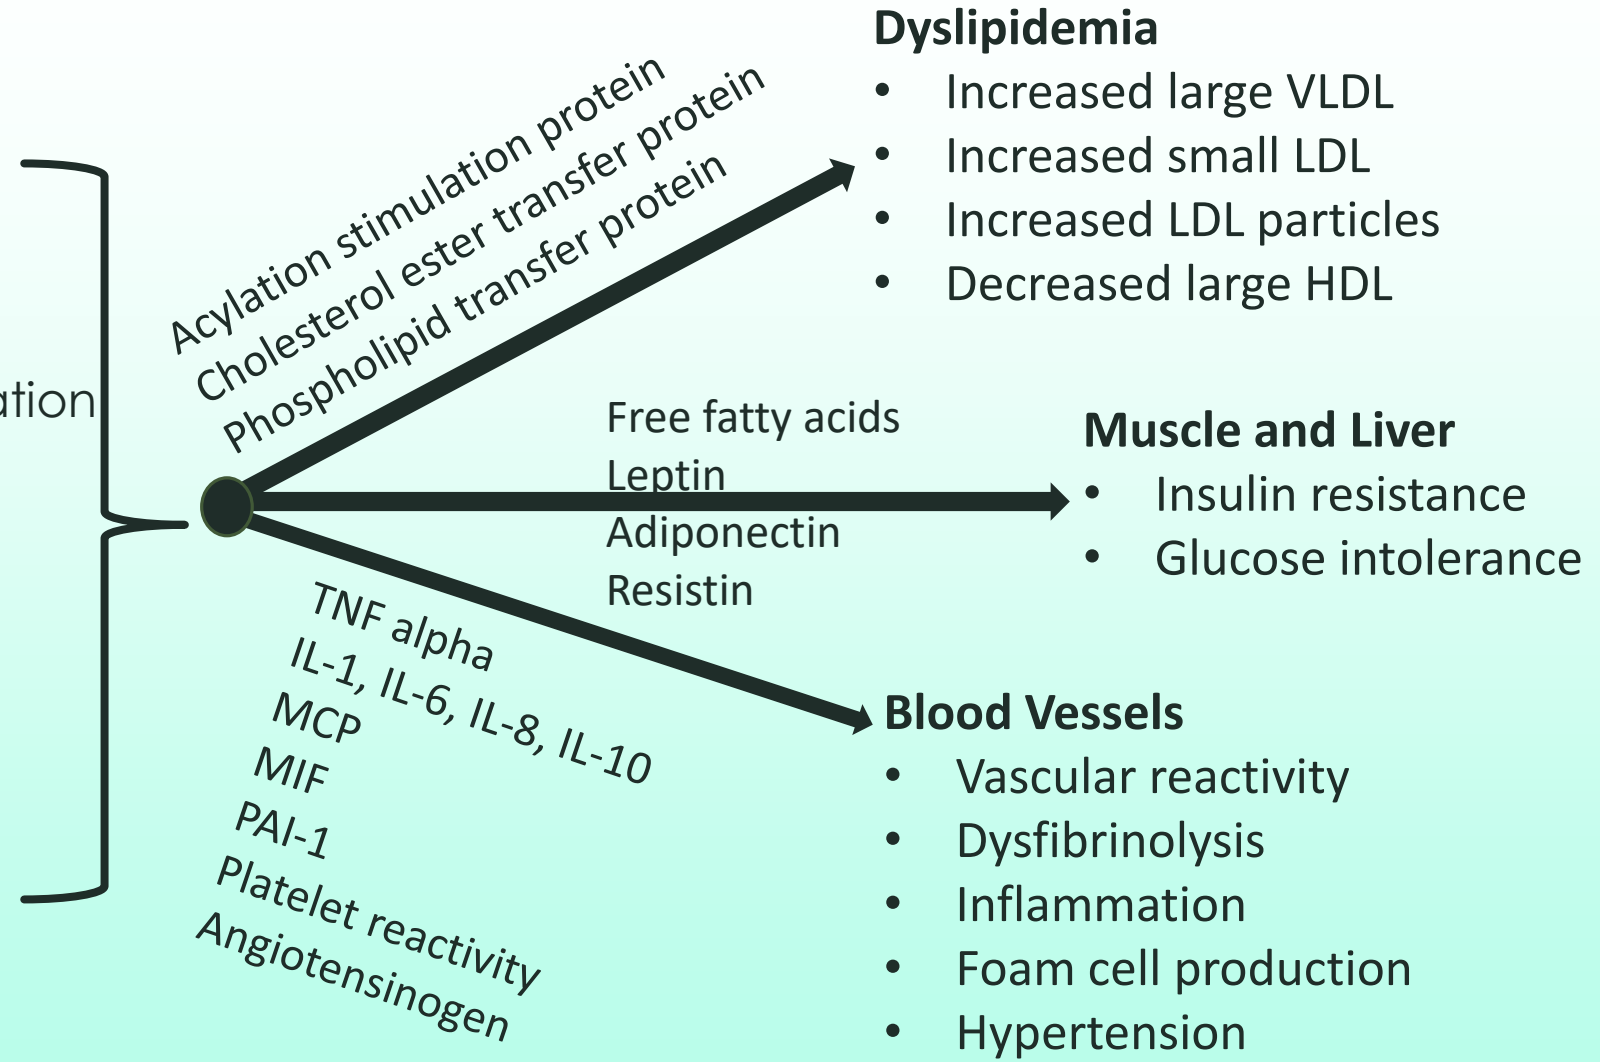 Dyslipidemia
• Increased large VLDL
• Increased small LDL
• Increased LDL particles
• Decreased large HDL
Acylation stimulation protein
Cholesterol ester transfer protein
Phospholipid transfer protein
Free fatty acids
Leptin
Adiponectin
Resistin
Muscle and Liver
• Insulin resistance
• Glucose intolerance
TNF alpha
IL-1, IL-6, IL-8, IL-10
MCP
MIF
PAI-1
Platelet reactivity
Angiotensinogen
Blood Vessels
• Vascular reactivity
• Dysfibrinolysis
• Inflammation
• Foam cell production
• Hypertension